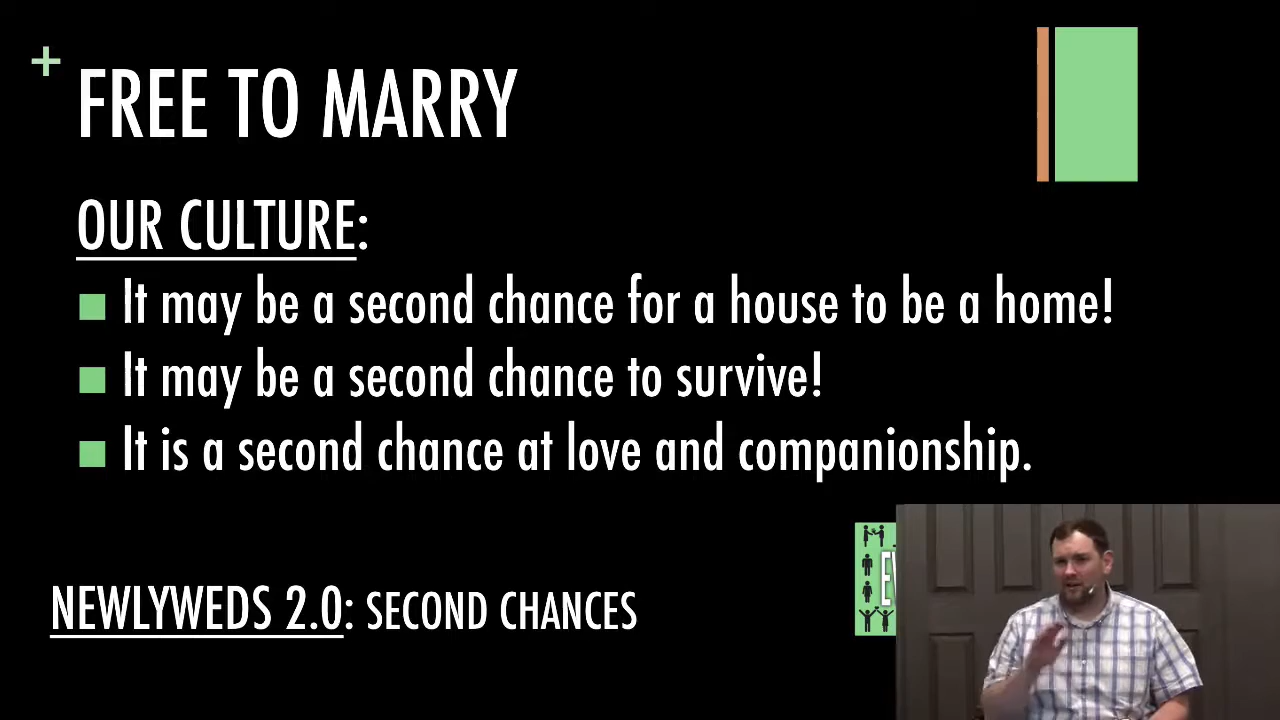 +
FREE TO MARRY
OUR CULTURE:
It may be a second chance for a house to be a home!
It may be a second chance to survive!
It is a second chance at love and companionship.
NEWLYWEDS 2.0: SECOND CHANCES